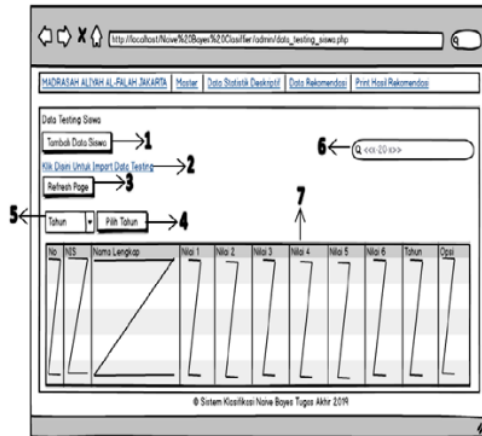 http://localhost/Naive%20Bayes%20Clasiffier/admin/data_testing_siswa.php
MADRASAH ALIYAH AL-FALAH JAKARTA Master Data Statistik Deskriptif Data Rekomendasi Print Hasil Rekomendasi
Data Testing Siswa
Tambah Data Siswa 1
6 <<x-20 x>>
Klik Disini Untuk Import Data Testing 2
Refresh Page 3
7
5 Tahun Pilih Tahun 4
No NIS Nama Lengkap Nilai 1 Nilai 2 Nilai 3 Nilai 4 Nilai 5 Nilai 6 Tahun Opsi
© Sistem Klasifikasi Naive Bayes Tugas Akhir 2019